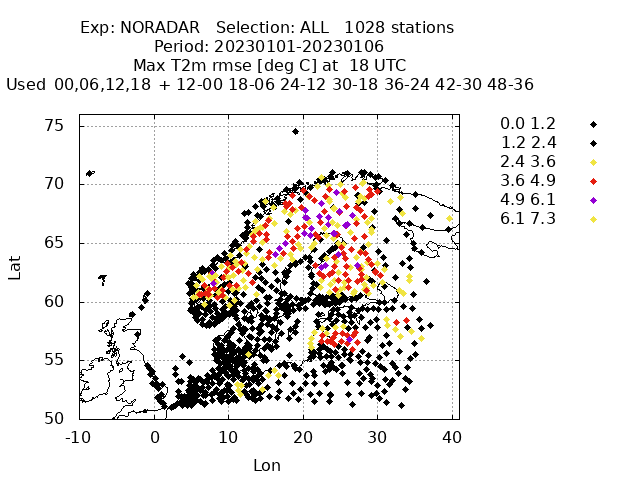 Exp: NORADAR   Selection: ALL   1028 stations
Period: 20230101-20230106
Max T2m rmse [deg C] at  18 UTC
Used 00,06,12,18 + 12-00 18-06 24-12 30-18 36-24 42-30 48-36
0.0 1.2
1.2 2.4
2.4 3.6
3.6 4.9
4.9 6.1
6.1 7.3
75
70
65
60
55
50
Lat
-10 0 10 20 30 40
Lon